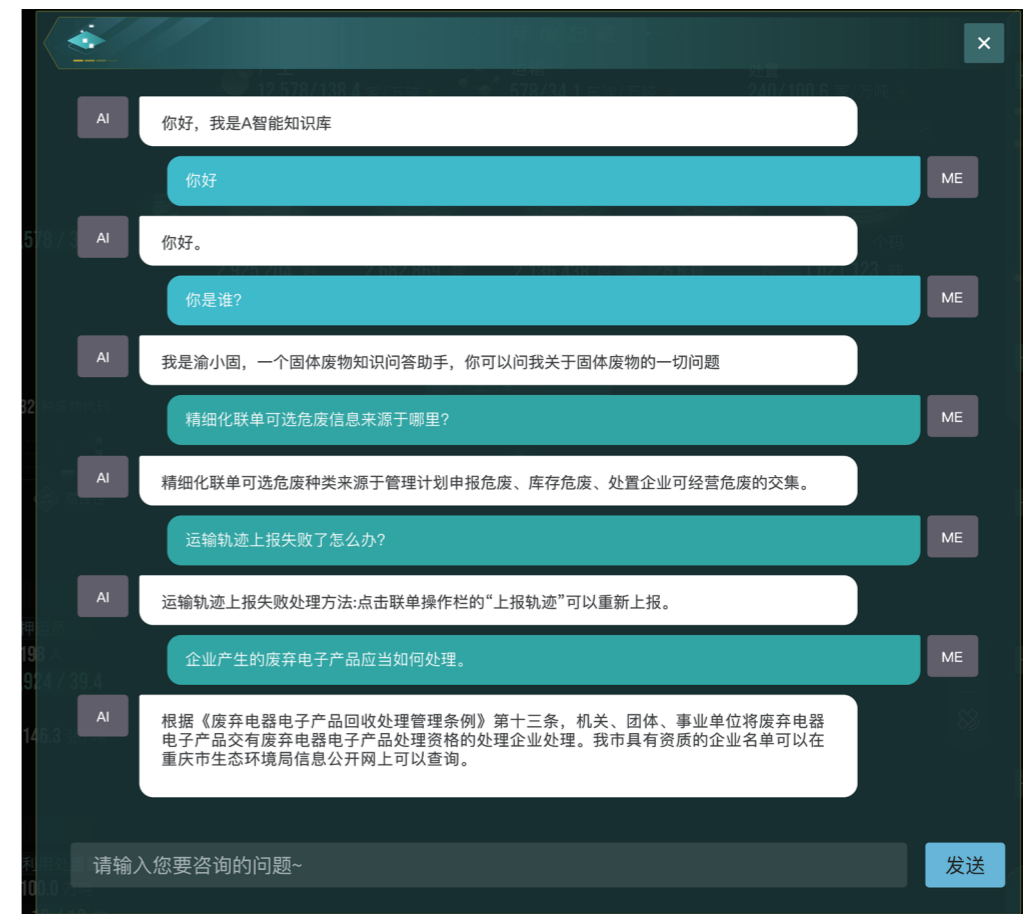 AI
你好，我是A智能知识库
你好
ME
AI
你好。
你是谁?
ME
AI
我是渝小固，一个固体废物知识问答助手，你可以问我关于固体废物的一切问题
精细化联单可选危废信息来源于哪里?
ME
AI
精细化联单可选危废种类来源于管理计划申报危废、库存危废、处置企业可经营危废的交集。
运输轨迹上报失败了怎么办?
ME
AI
运输轨迹上报失败处理方法:点击联单操作栏的“上报轨迹”可以重新上报。
企业产生的废弃电子产品应当如何处理。
ME
AI
根据《废弃电器电子产品回收处理管理条例》第十三条，机关、团体、事业单位将废弃电器
电子产品交有废弃电器电子产品处理资格的处理企业处理。我市具有资质的企业名单可以在
重庆市生态环境局信息公开网上可以查询。
请输入您要咨询的问题~
发送